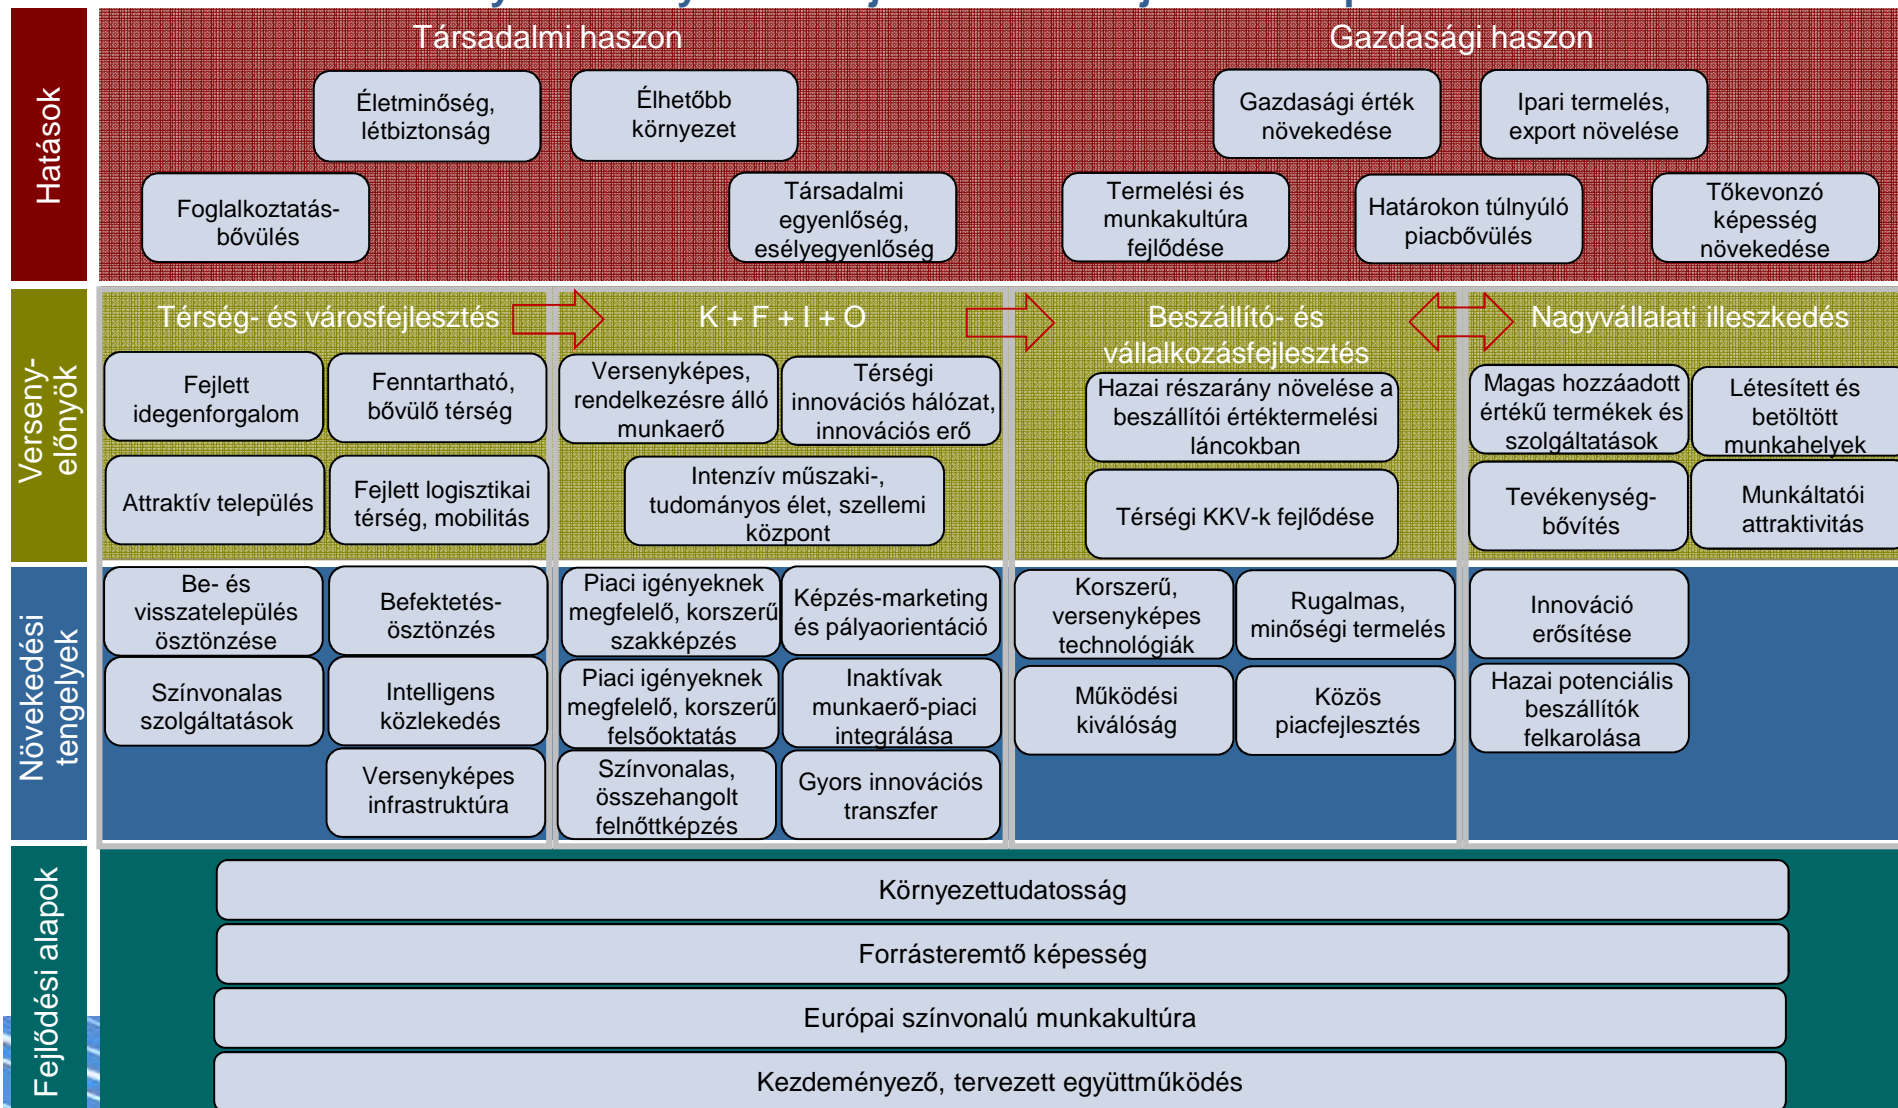 Hatások
Társadalmi haszon
Gazdasági haszon
Életminőség,
létbiztonság
Élhetőbb
környezet
Gazdasági érték
növekedése
Ipari termelés,
export növelése
Foglalkoztatás-
bővülés
Társadalmi
egyenlőség,
esélyegyenlőség
Termelési és
munkakultúra
fejlődése
Határokon túlnyúló
piacbővülés
Tőkevonzó
képesség
növekedése
Verseny-
előnyök
Térség- és városfejlesztés
K + F + I + O
Beszállító- és
vállalkozásfejlesztés
Nagyvállalati illeszkedés
Fejlett
idegenforgalom
Fenntartható,
bővülő térség
Versenyképes,
rendelkezésre álló
munkaerő
Térségi
innovációs hálózat,
innovációs erő
Hazai részarány növelése a
beszállítói értéktermelési
láncokban
Magas hozzáadott
értékű termékek és
szolgáltatások
Létesített és
betöltött
munkahelyek
Attraktív település
Fejlett logisztikai
térség, mobilitás
Intenzív műszaki-,
tudományos élet, szellemi
központ
Térségi KKV-k fejlődése
Tevékenység-
bővítés
Munkáltatói
attraktivitás
Növekedési
tengelyek
Be- és
visszatelepülés
ösztönzése
Befektetés-
ösztönzés
Piaci igényeknek
megfelelő, korszerű
szakképzés
Képzés-marketing
és pályaorientáció
Korszerű,
versenyképes
technológiák
Rugalmas,
minőségi termelés
Innováció
erősítése
Színvonalas
szolgáltatások
Intelligens
közlekedés
Piaci igényeknek
megfelelő, korszerű
felsőoktatás
Inaktívak
munkaerő-piaci
integrálása
Működési
kiválóság
Közös
piacfejlesztés
Hazai potenciális
beszállítók
felkarolása
Versenyképes
infrastruktúra
Színvonalas,
összehangolt
felnőttképzés
Gyors innovációs
transzfer
Fejlődési alapok
Környezettudatosság
Forrásteremtő képesség
Európai színvonalú munkakultúra
Kezdeményező, tervezett együttműködés